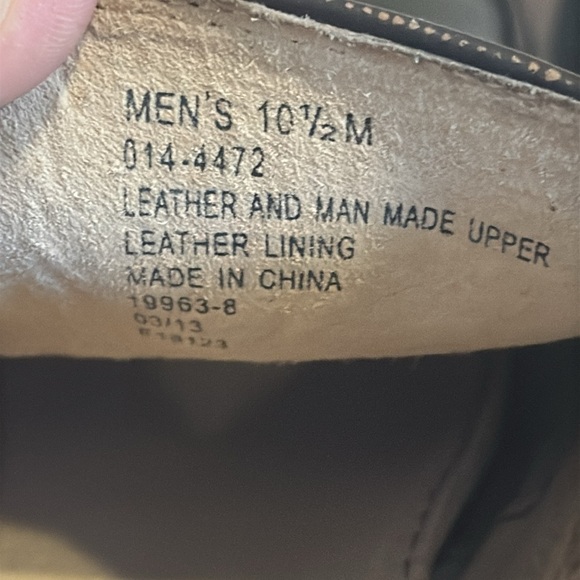 MEN'S 10½ M
014-4472
LEATHER AND MAN MADE UPPER
LEATHER LINING
MADE IN CHINA
19963-8
03/13